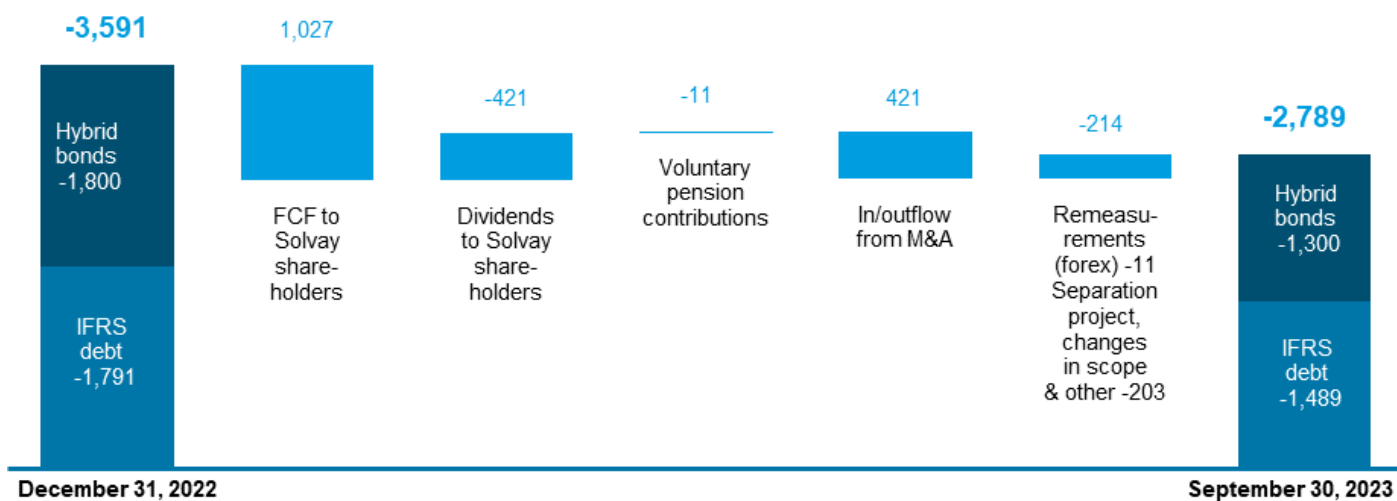 -3,591
Hybrid
bonds
-1,800
IFRS
debt
-1,791
1,027
FCF to
Solvay
share-
holders
-421
Dividends
to Solvay
share-
holders
-11
Voluntary
pension
contributions
421
In/outflow
from M&A
-214
Remeasu-
rements
(forex) -11
Separation
project,
changes
in scope
& other -203
-2,789
Hybrid
bonds
-1,300
IFRS
debt
-1,489
December 31, 2022
September 30, 2023